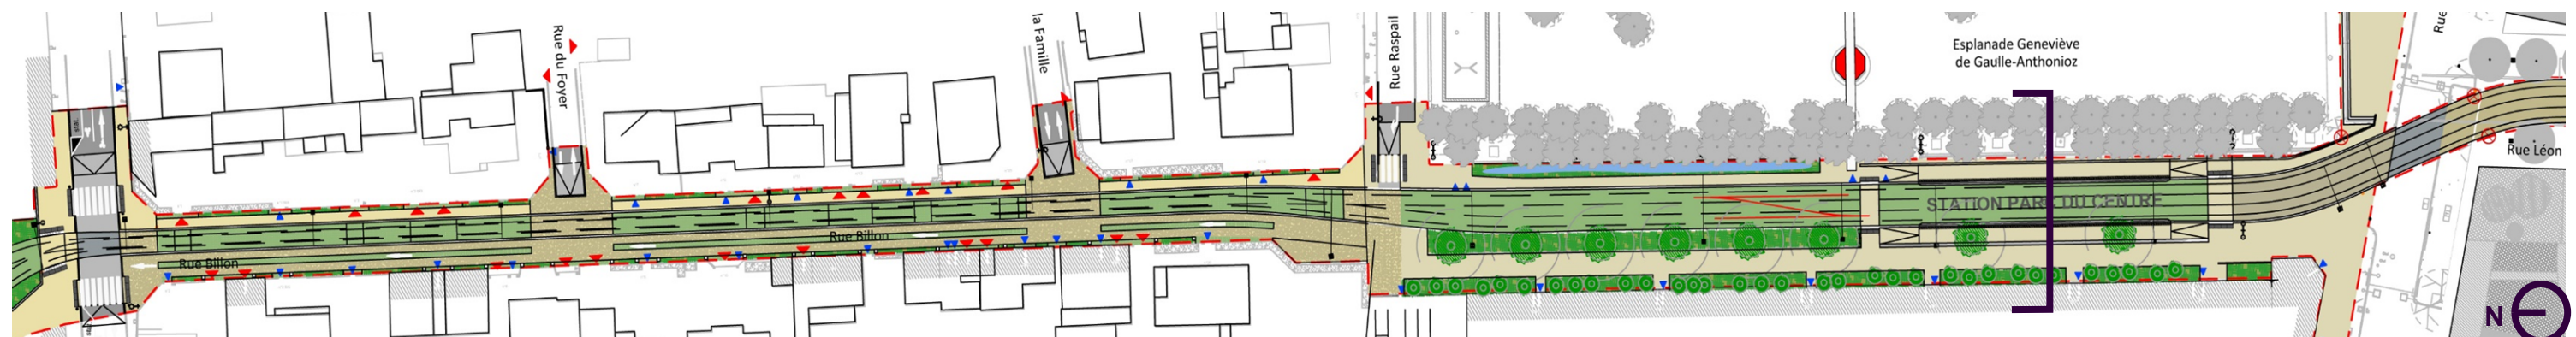 Rue du Foyer
la Famille
Rue Raspail
Esplanade Geneviève
de Gaulle-Anthonioz
Rue
Rue Léon
STATION PARC DU CENTRE
Rue Billon
Rue Billon
N